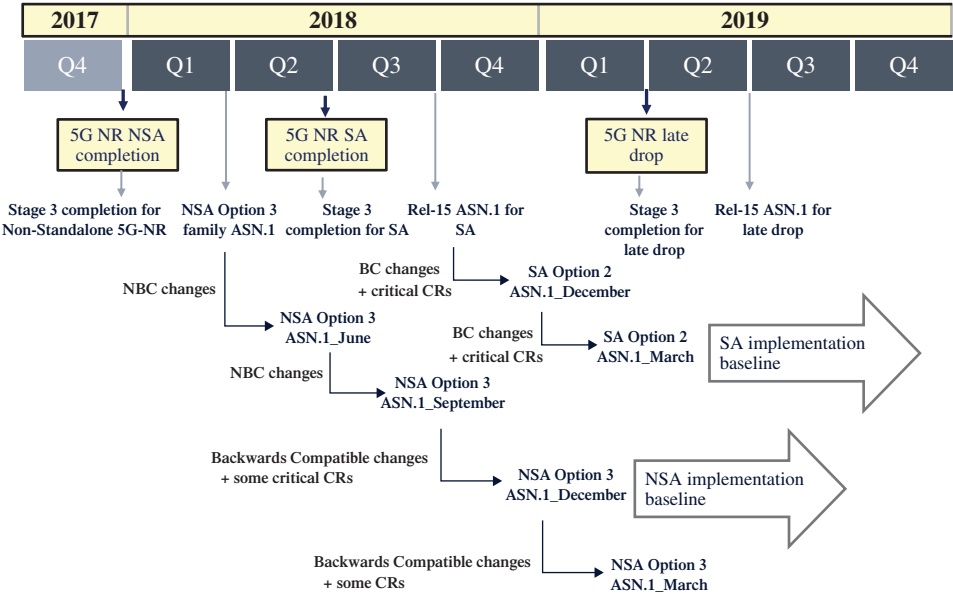 2017 2018 2019
Q4 Q1 Q2 Q3 Q4 Q1 Q2 Q3 Q4
5G NR NSA
completion
5G NR SA
completion
5G NR late
drop
Stage 3 completion for
Non-Standalone 5G-NR
NSA Option 3
family ASN.1
Stage 3
completion for SA
Rel-15 ASN.1 for
SA
Stage 3
completion for
late drop
Rel-15 ASN.1 for
late drop
NBC changes
BC changes
+ critical CRs
SA Option 2
ASN.1_December
NSA Option 3
ASN.1_June
BC changes
+ critical CRs
SA Option 2
ASN.1_March
SA implementation
baseline
NBC changes
NSA Option 3
ASN.1_September
Backwards Compatible changes
+ some critical CRs
NSA Option 3
ASN.1_December
NSA implementation
baseline
Backwards Compatible changes
+ some CRs
NSA Option 3
ASN.1_March